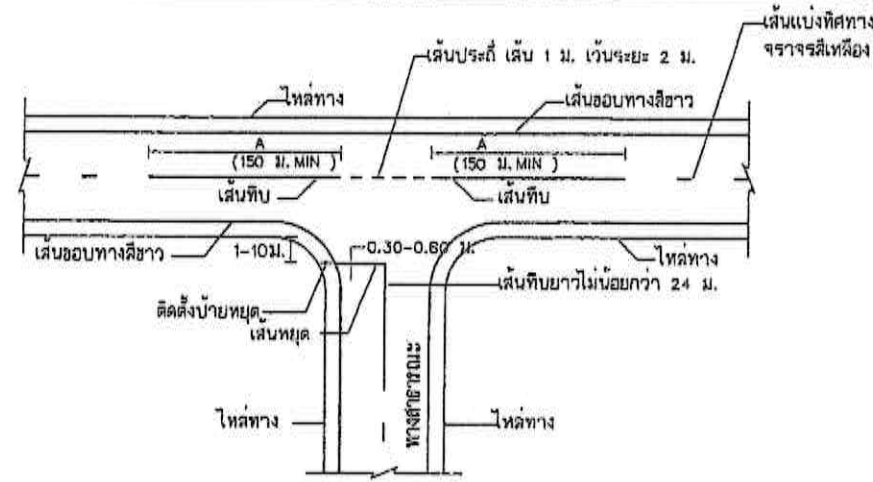 เส้นแบ่งทิศทาง
จราจรสีเหลือง
เส้นประถี่ เส้น 1 ม. เว้นระยะ 2 ม.
ไหล่ทาง
เส้นขอบทางสีขาว
A
(150 ม. MIN )
A
(150 ม. MIN )
เส้นทึบ
เส้นทึบ
เส้นขอบทางสีขาว
1-10ม.
0.30-0.60 ม.
ไหล่ทาง
เส้นทึบยาวไม่น้อยกว่า 24 ม.
ติดตั้งป้ายหยุด
เส้นหยุด
ทางสาธารณะ
ไหล่ทาง
ไหล่ทาง